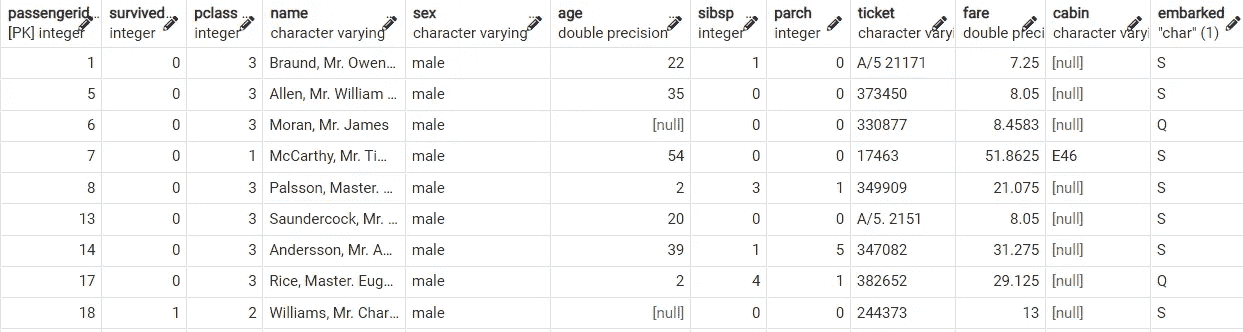 passengerid... survived... pclass ... name ... sex ... age ... sibsp ... parch ... ticket ... fare ... cabin ... embarked ...
[PK] integer integer integer character varying character varying double precision integer integer character varyi double preci character varyi "char" (1)
1 0 3 Braund, Mr. Owen... male 22 1 0 A/5 21171 7.25 [null] S
5 0 3 Allen, Mr. William ... male 35 0 0 373450 8.05 [null] S
6 0 3 Moran, Mr. James male [null] 0 0 330877 8.4583 [null] Q
7 0 1 McCarthy, Mr. Ti... male 54 0 0 17463 51.8625 E46 S
8 0 3 Palsson, Master. ... male 2 3 1 349909 21.075 [null] S
13 0 3 Saundercock, Mr. ... male 20 0 0 A/5. 2151 8.05 [null] S
14 0 3 Andersson, Mr. A... male 39 1 5 347082 31.275 [null] S
17 0 3 Rice, Master. Eug... male 2 4 1 382652 29.125 [null] Q
18 1 2 Williams, Mr. Char... male [null] 0 0 244373 13 [null] S